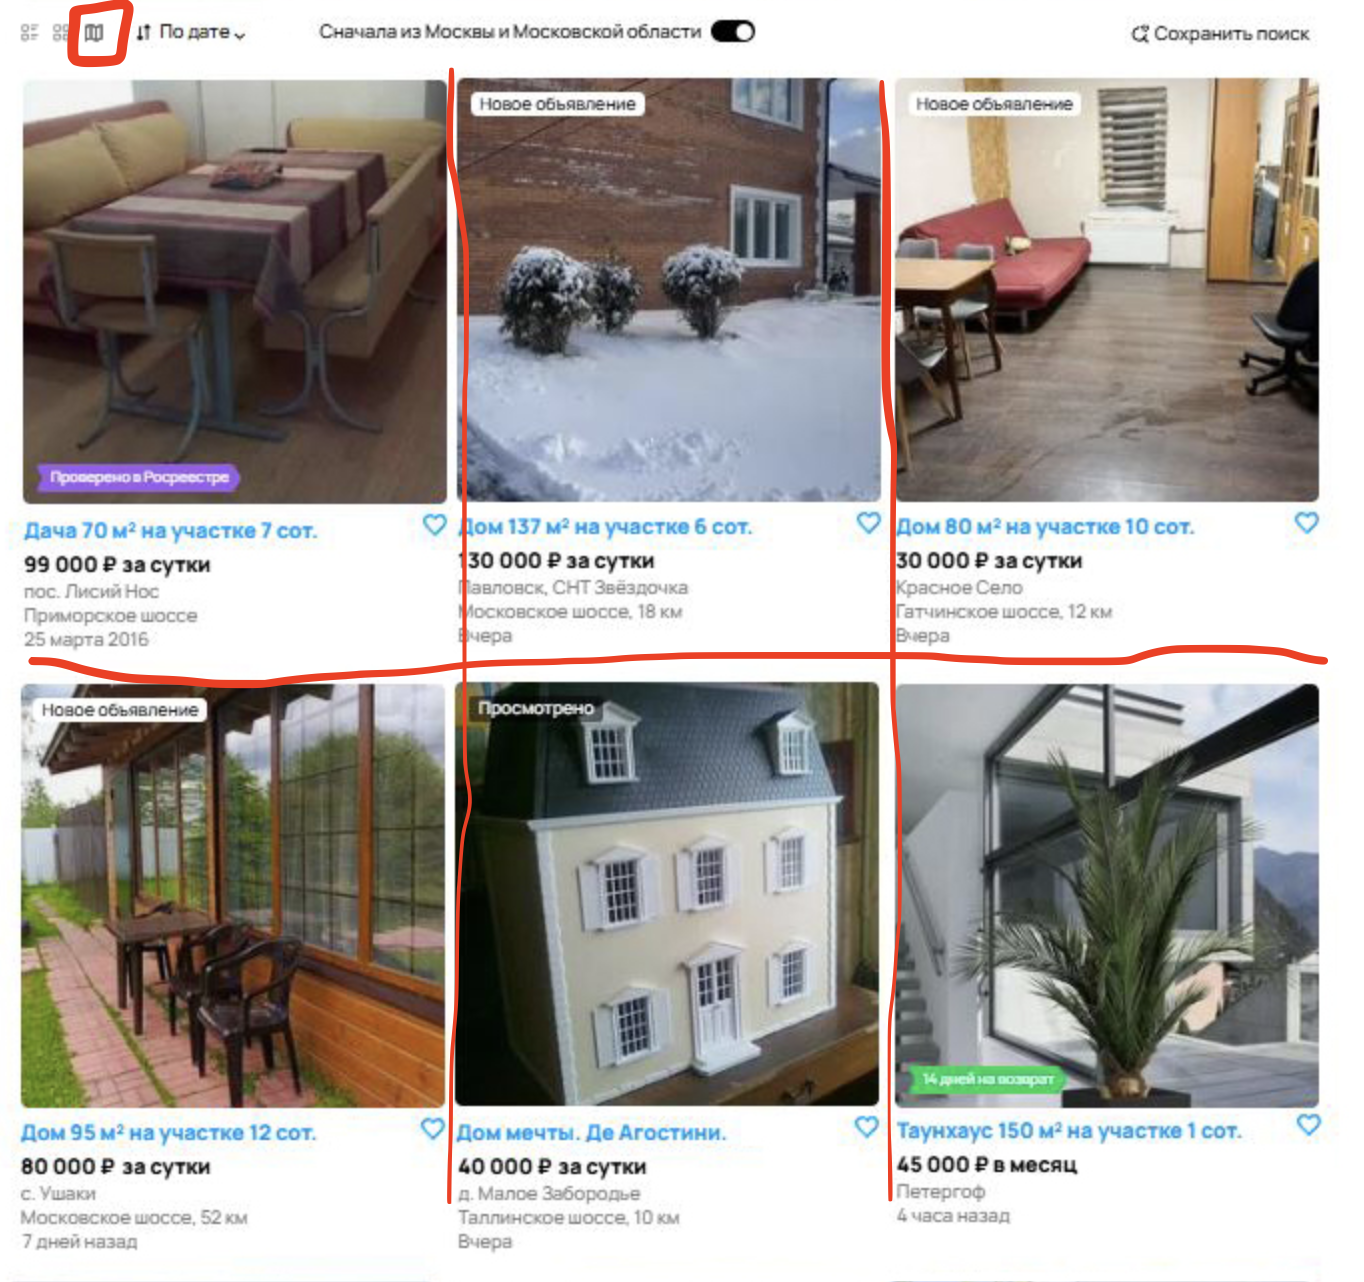 По дате
Сначала из Москвы и Московской области
Сохранить поиск
Проверено в Росреестре
Дача 70 м² на участке 7 сот.
99 000 ₽ за сутки
пос. Лисий Нос
Приморское шоссе
25 марта 2016
Новое объявление
Дом 137 м² на участке 6 сот.
130 000 ₽ за сутки
Павловск, СНТ Звёздочка
Московское шоссе, 18 км
Вчера
Новое объявление
Дом 80 м² на участке 10 сот.
30 000 ₽ за сутки
Красное Село
Гатчинское шоссе, 12 км
Вчера
Новое объявление
Дом 95 м² на участке 12 сот.
80 000 ₽ за сутки
с. Ушаки
Московское шоссе, 52 км
7 дней назад
Просмотрено
Дом мечты. Де Агостини.
40 000 ₽ за сутки
д. Малое Забородье
Таллинское шоссе, 10 км
Вчера
14 дней на возврат
Таунхаус 150 м² на участке 1 сот.
45 000 ₽ в месяц
Петергоф
4 часа назад